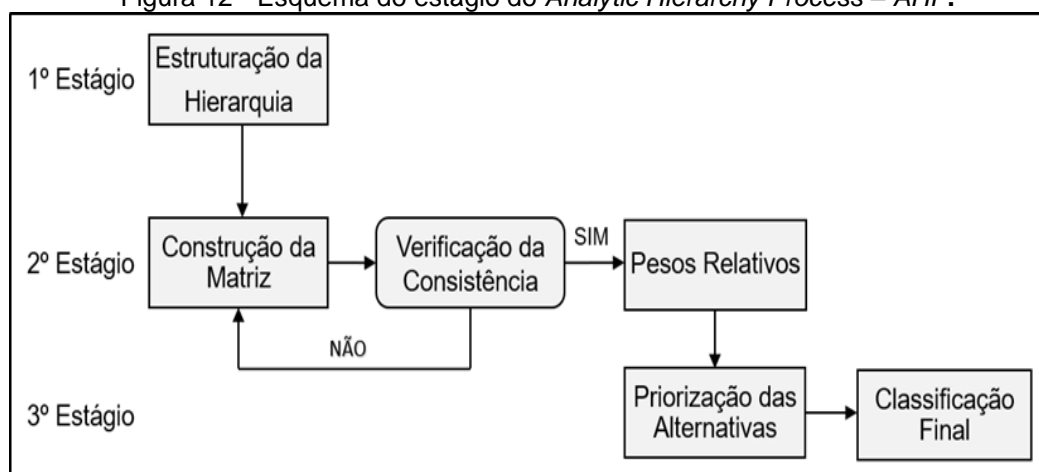 Figura 12 - Esquema do estágio do Analytic Hierarchy Process – AHP.
1º Estágio
Estruturação da
Hierarquia
2º Estágio
Construção da
Matriz
Verificação da
Consistência
SIM
Pesos Relativos
NÃO
3º Estágio
Priorização das
Alternativas
Classificação
Final